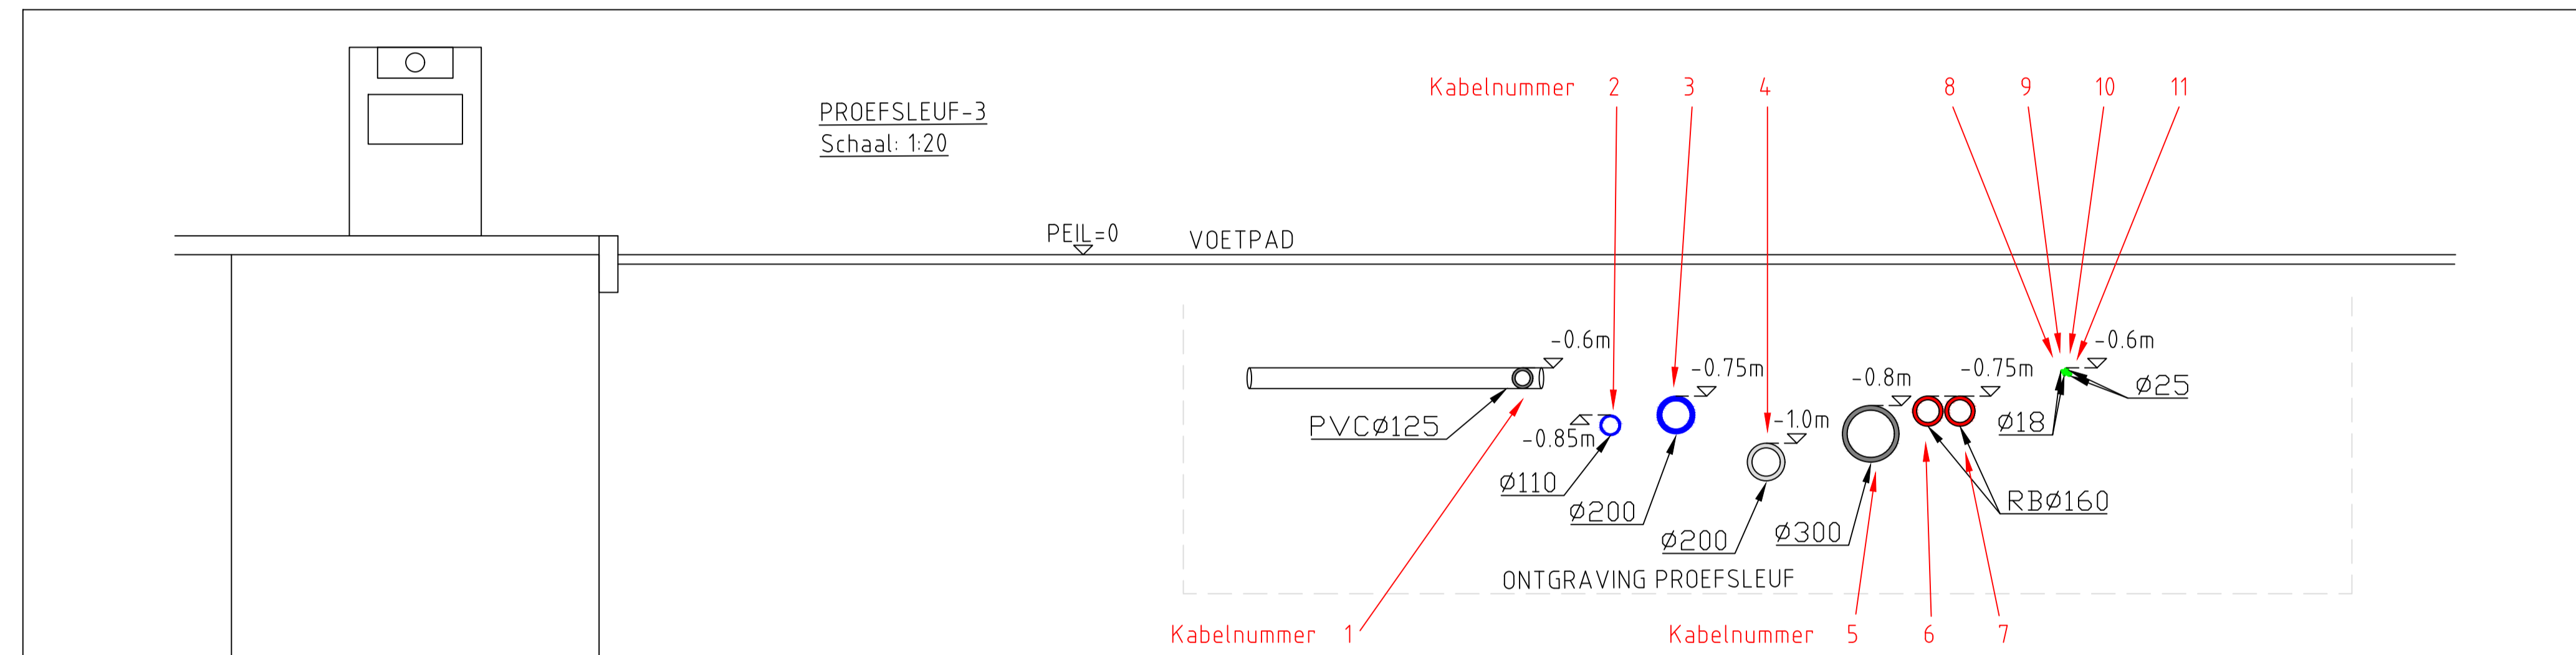 Kabelnummer 2 3 4 8 9 10 11
PROEFSLEUF-3
Schaal: 1:20
PEIL=0 VOETPAD
-0.6m -0.6m
-0.75m -0.75m
-0.8m
Ø25
-1.0m
Ø18
PVCØ125
-0.85m
Ø110
RBØ160
Ø200
Ø300
Ø200
ONTGRAVING PROEFSLEUF
Kabelnummer 1 Kabelnummer 5 6 7